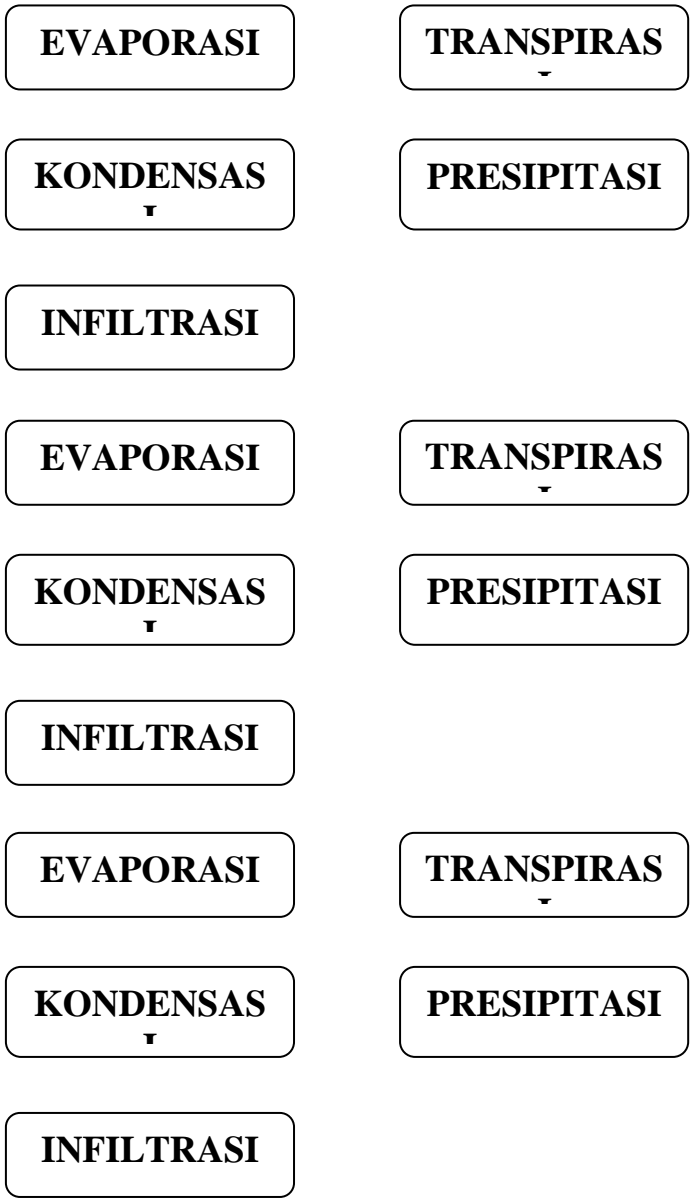 EVAPORASI
TRANSPIRAS
I
KONDENSAS
I
PRESIPITASI
INFILTRASI
EVAPORASI
TRANSPIRAS
I
KONDENSAS
I
PRESIPITASI
INFILTRASI
EVAPORASI
TRANSPIRAS
I
KONDENSAS
I
PRESIPITASI
INFILTRASI